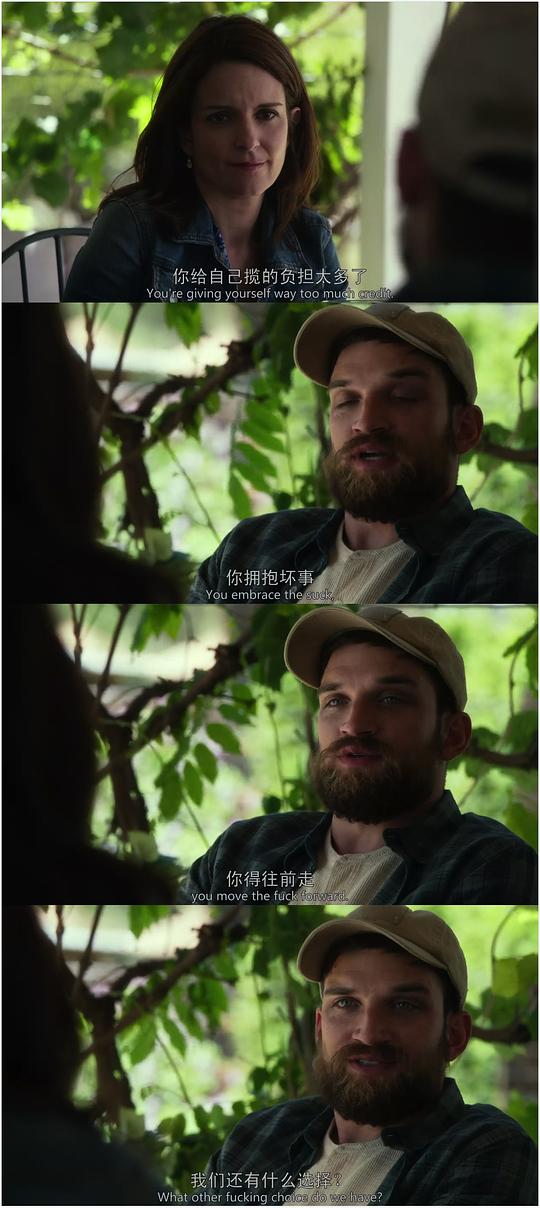 你给自己揽的负担太多了
You're giving yourself way too much credit.
你拥抱坏事
You embrace the suck,
你得往前走
you move the fuck forward.
我们还有什么选择？
What other fucking choice do we have?